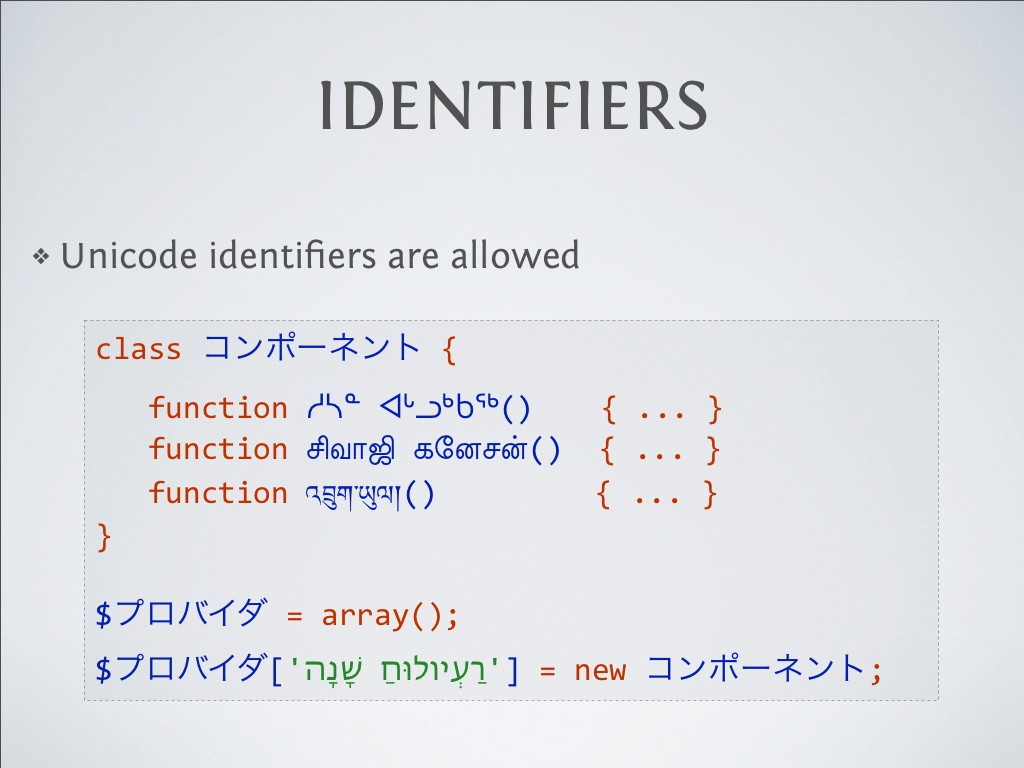 IDENTIFIERS
❖ Unicode identifiers are allowed
class コンポーネント {
function ᓱᓴᓐ ᐊᒡᓗᒃᑲᖅ() { ... }
function சிவாஜி கனேசன்() { ... }
function འབྲུག་ཡུལ།() { ... }
}
$プロバイダ = array();
$プロバイダ['רַעְיוֹלוּחַ שָׁנָה'] = new コンポーネント;